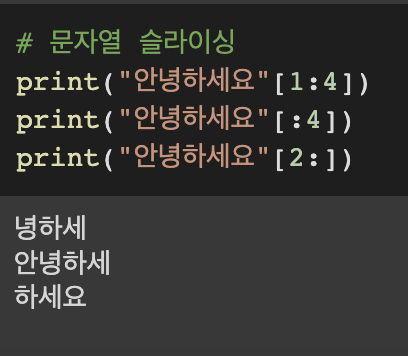 # 문자열 슬라이싱
print("안녕하세요"[1:4])
print("안녕하세요"[:4])
print("안녕하세요"[2:])
녕하세
안녕하세
하세요